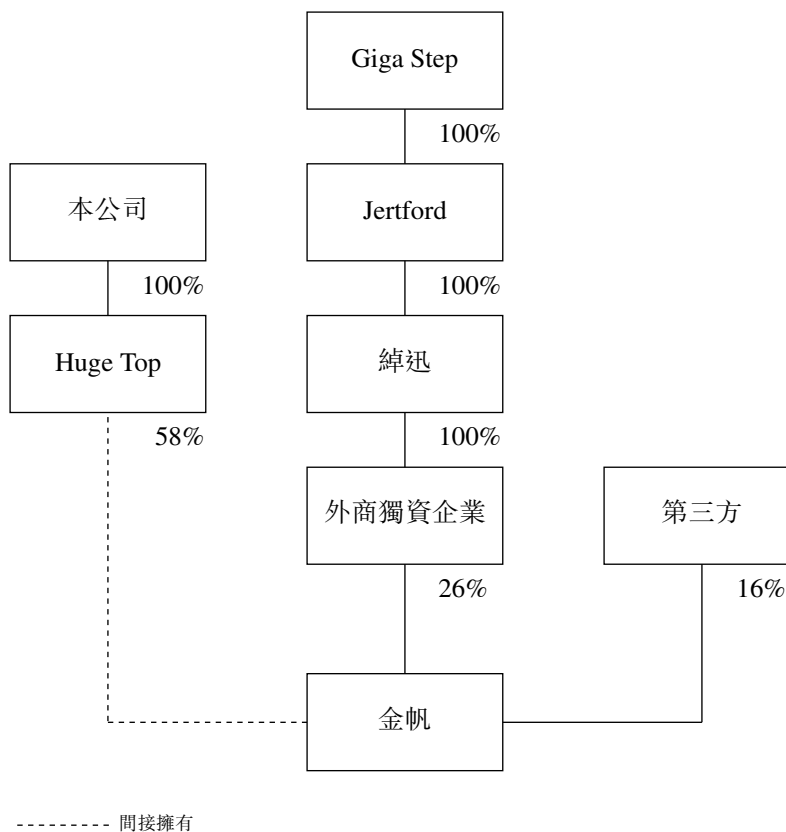 Giga Step
100%
本公司
Jertford
100%
100%
Huge Top
綽迅
58%
100%
外商獨資企業
第三方
26%
16%
金帆
間接擁有